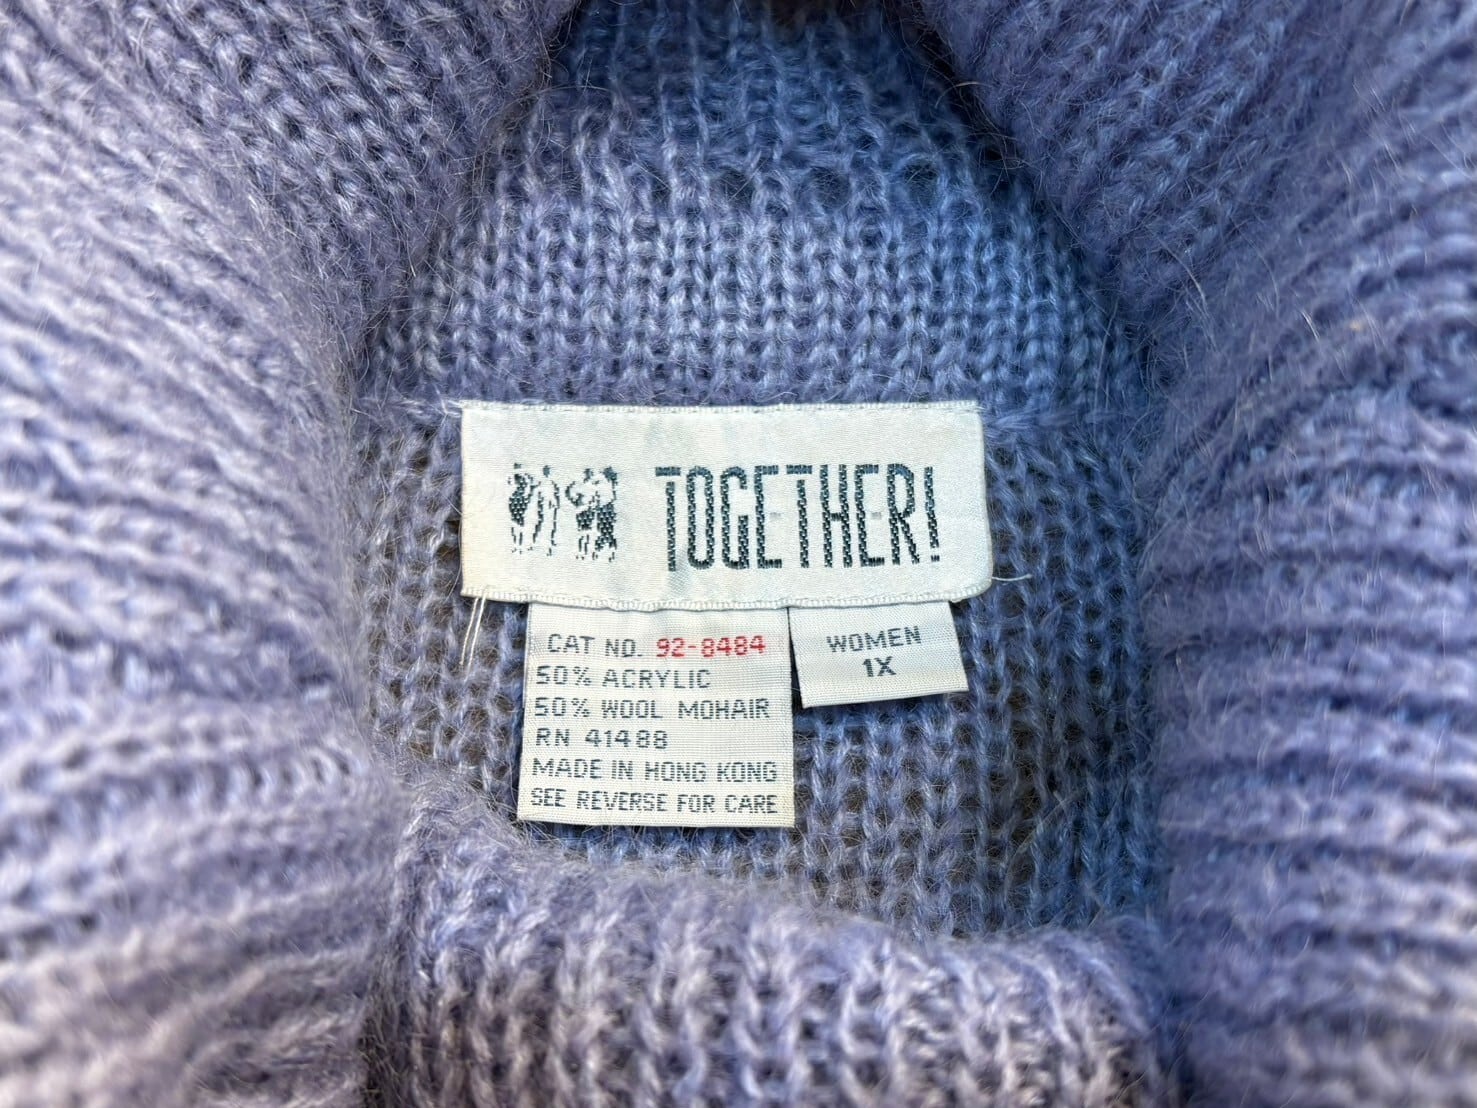 TOGETHER!
CAT NO. 92-8484
50% ACRYLIC
50% WOOL MOHAIR
RN 41488
MADE IN HONG KONG
SEE REVERSE FOR CARE
WOMEN
1X